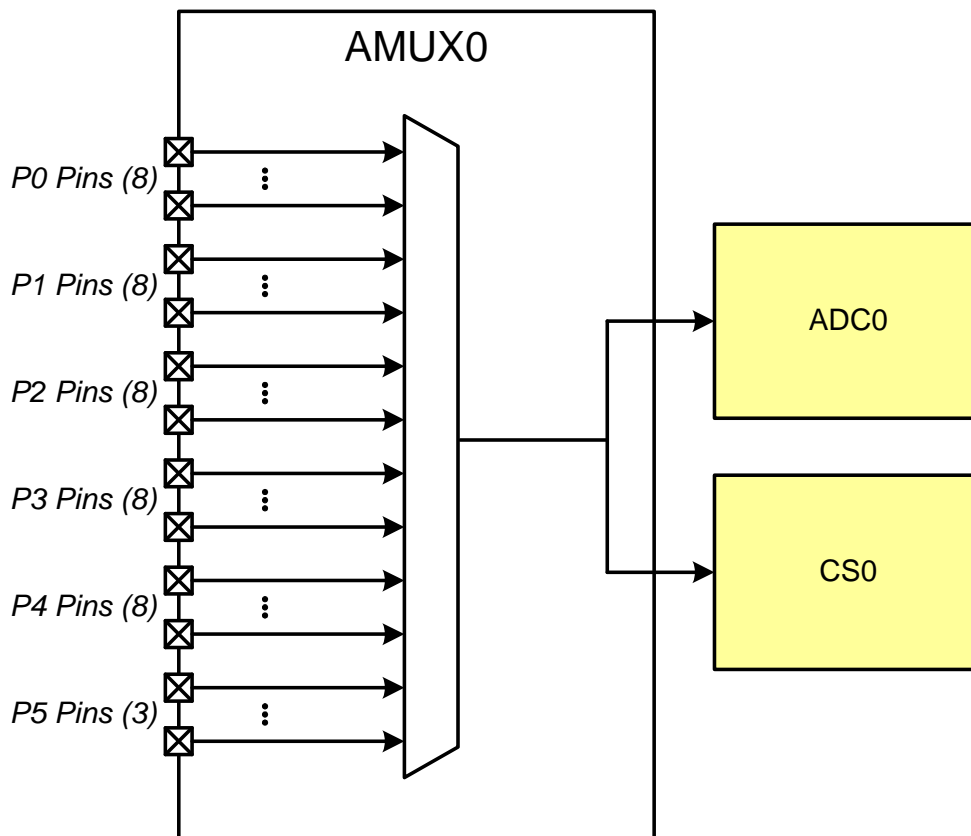 AMUX0
P0 Pins (8)
P1 Pins (8)
P2 Pins (8)
P3 Pins (8)
P4 Pins (8)
P5 Pins (3)
ADC0
CS0